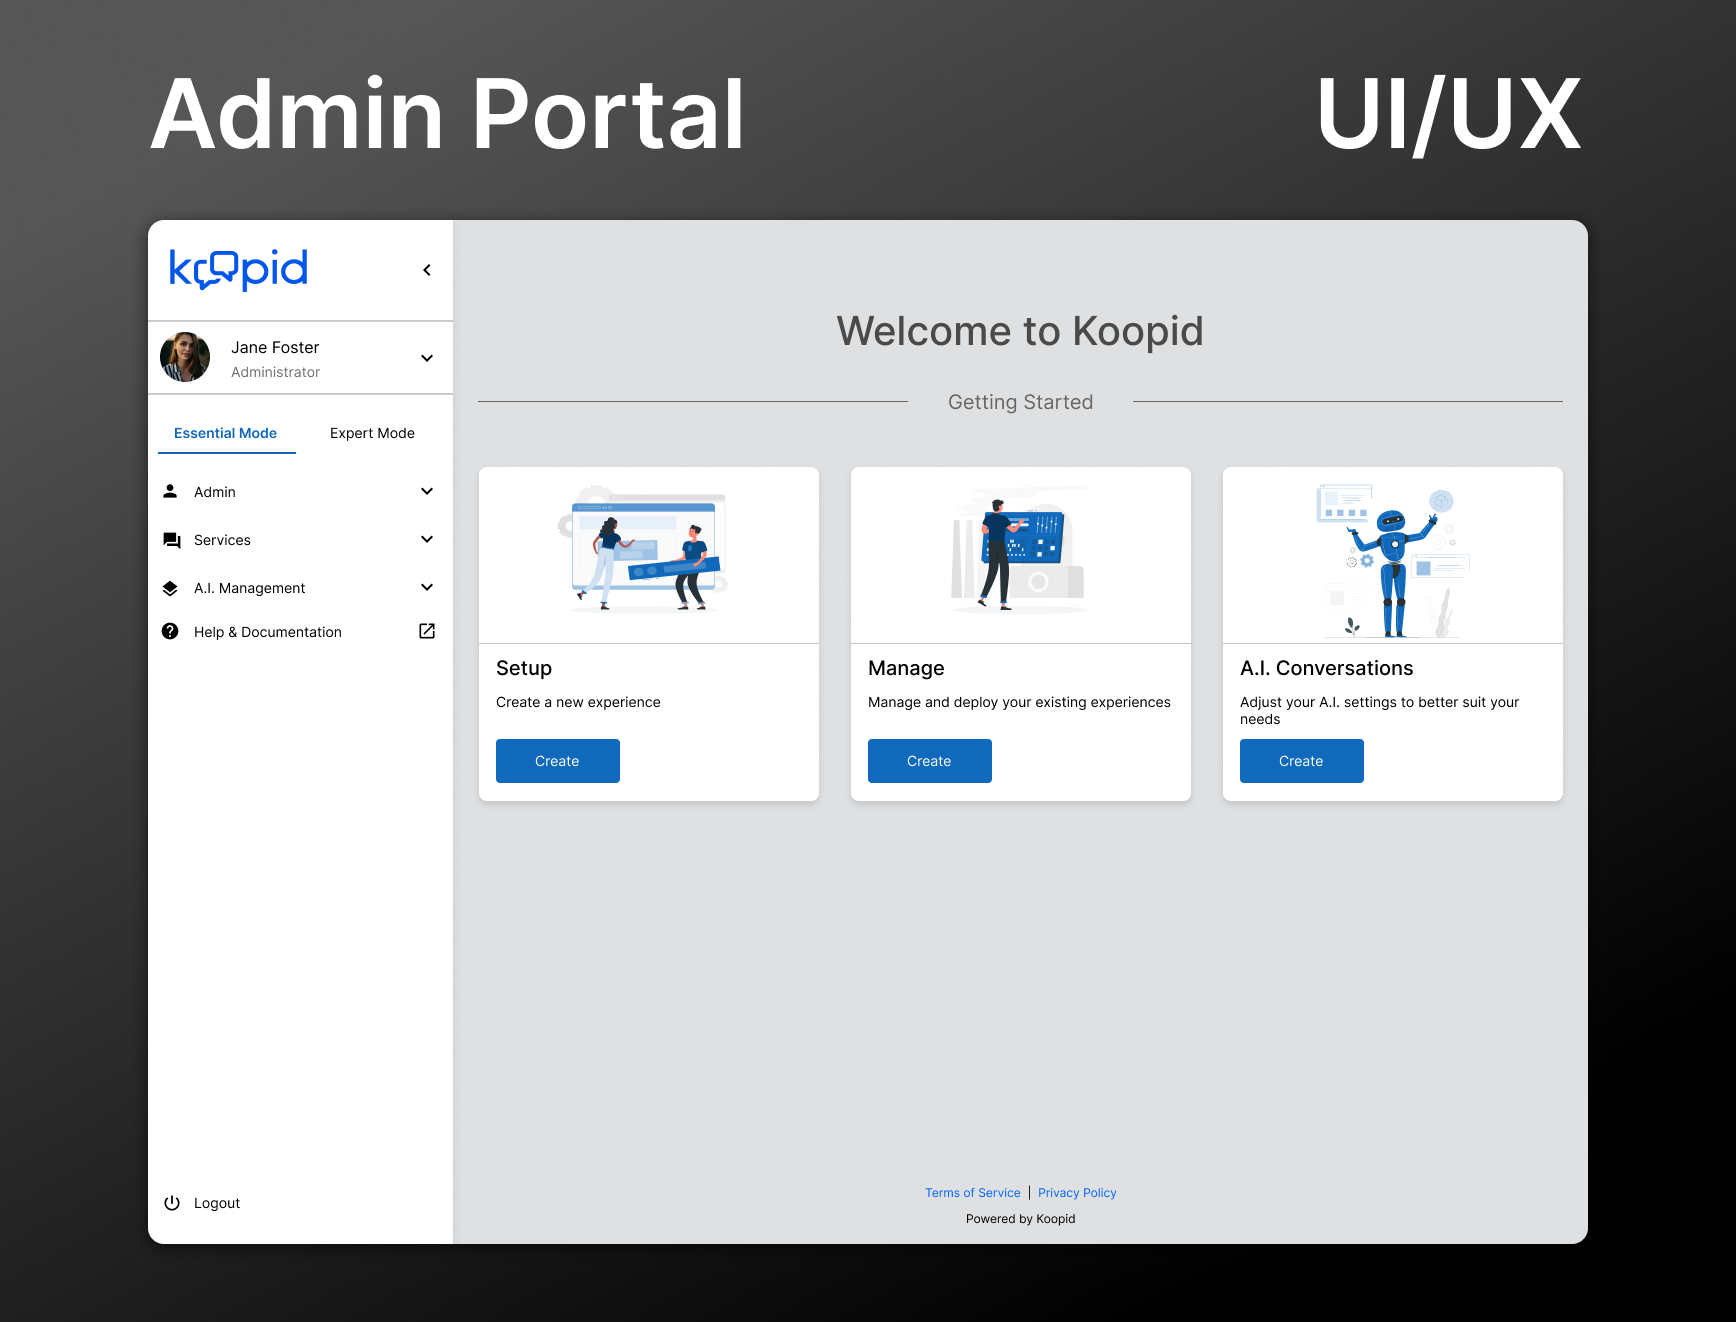 Admin Portal
UI/UX
koopid
Jane Foster
Administrator
Essential Mode
Expert Mode
Admin
Services
A.I. Management
Help & Documentation
Logout
Welcome to Koopid
Getting Started
Setup
Create a new experience
Create
Manage
Manage and deploy your existing experiences
Create
A.I. Conversations
Adjust your A.I. settings to better suit your
needs
Create
Terms of Service | Privacy Policy
Powered by Koopid